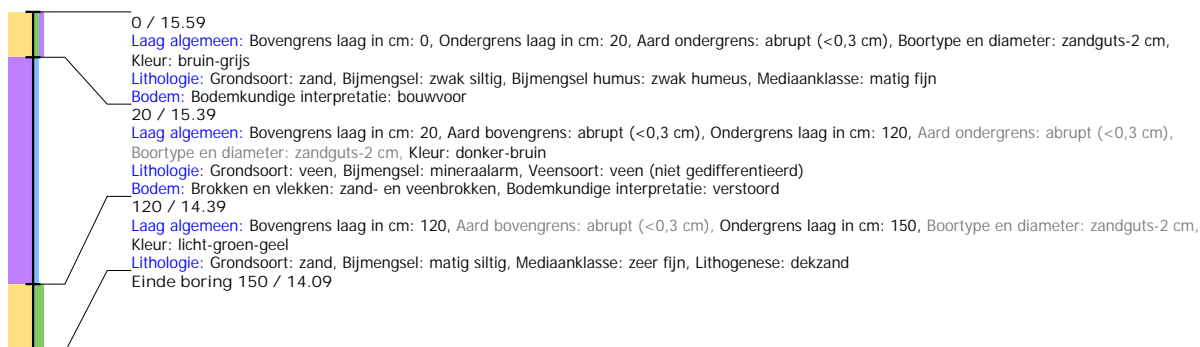 0 / 15.59
Laag algemeen: Bovengrens laag in cm: 0, Ondergrens laag in cm: 20, Aard ondergrens: abrupt (<0,3 cm), Boortype en diameter: zandguts-2 cm,
Kleur: bruin-grijs
Lithologie: Grondsoort: zand, Bijmengsel: zwak siltig, Bijmengsel humus: zwak humeus, Mediaanklasse: matig fijn
Bodem: Bodemkundige interpretatie: bouwvoor
20 / 15.39
Laag algemeen: Bovengrens laag in cm: 20, Aard bovengrens: abrupt (<0,3 cm), Ondergrens laag in cm: 120, Aard ondergrens: abrupt (<0,3 cm),
Boortype en diameter: zandguts-2 cm, Kleur: donker-bruin
Lithologie: Grondsoort: veen, Bijmengsel: mineraalarm, Veensoort: veen (niet gedifferentieerd)
Bodem: Brokken en vlekken: zand- en veenbrokken, Bodemkundige interpretatie: verstoord
120 / 14.39
Laag algemeen: Bovengrens laag in cm: 120, Aard bovengrens: abrupt (<0,3 cm), Ondergrens laag in cm: 150, Boortype en diameter: zandguts-2 cm,
Kleur: licht-groen-geel
Lithologie: Grondsoort: zand, Bijmengsel: matig siltig, Mediaanklasse: zeer fijn, Lithogenese: dekzand
Einde boring 150 / 14.09